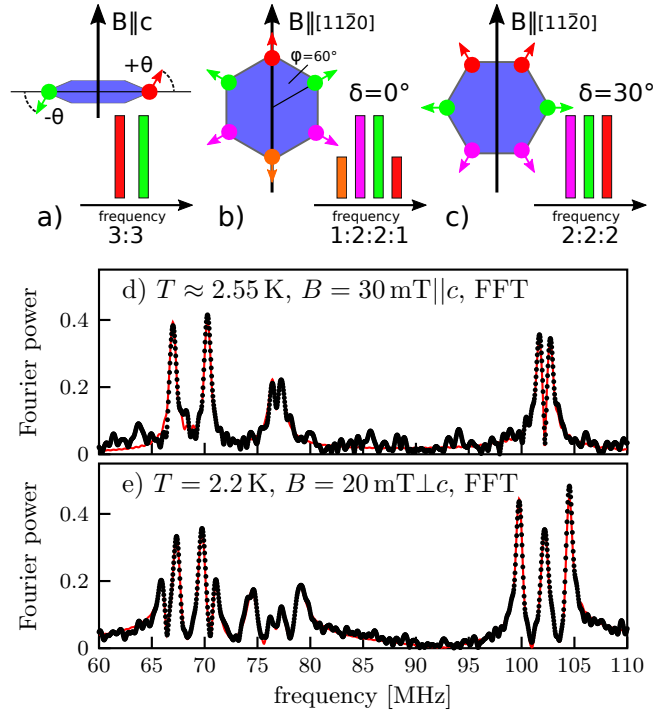 B∥c
+θ
-θ
a)
frequency
3:3
B∥[112̄0]
φ=60°
δ=0°
b)
frequency
1:2:2:1
B∥[112̄0]
δ=30°
c)
frequency
2:2:2
d) T ≈ 2.55 K, B = 30 mT||c, FFT
Fourier power
0.4
0.2
0
e) T = 2.2 K, B = 20 mT⊥c, FFT
Fourier power
0.4
0.2
0
60 65 70 75 80 85 90 95 100 105 110
frequency [MHz]